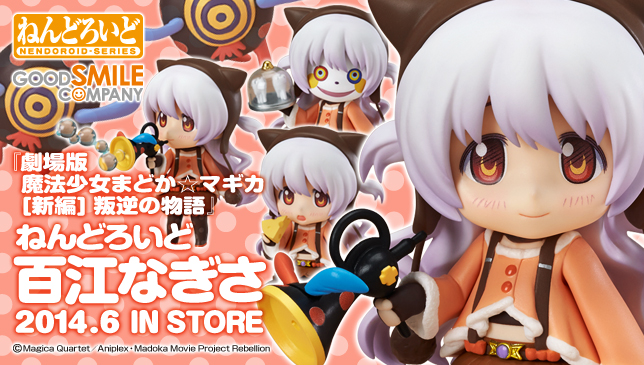 ねんどろいど
NENDOROID-SERIES
GOOD SMILE
COMPANY
『劇場版
魔法少女まどか☆マギカ
[新編] 叛逆の物語』
ねんどろいど
百江なぎさ
2014.6 IN STORE
©Magica Quartet／Aniplex・Madoka Movie Project Rebellion